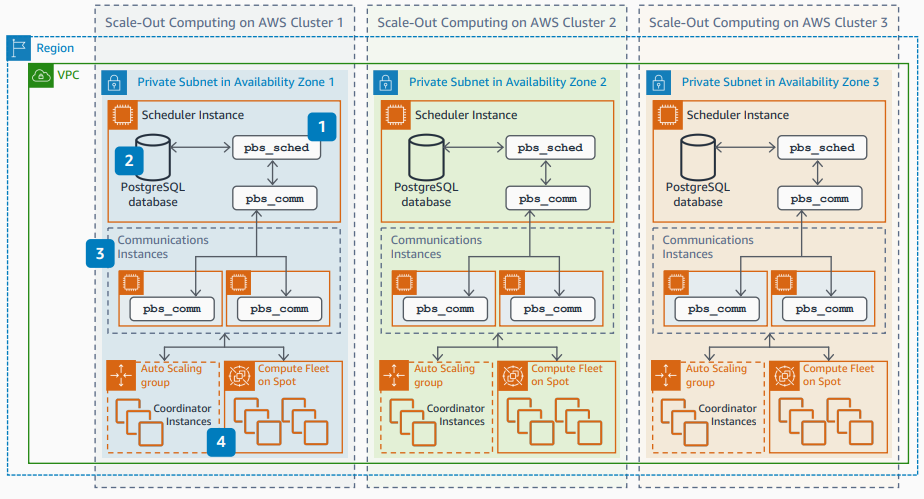 Scale-Out Computing on AWS Cluster 1
Scale-Out Computing on AWS Cluster 2
Scale-Out Computing on AWS Cluster 3
Region
VPC
Private Subnet in Availability Zone 1
Scheduler Instance
1
pbs_sched
2
PostgreSQL
database
pbs_comm
3
Communications
Instances
pbs_comm
pbs_comm
Auto Scaling
group
Coordinator
Instances
Compute Fleet
on Spot
4
Private Subnet in Availability Zone 2
Scheduler Instance
pbs_sched
PostgreSQL
database
pbs_comm
Communications
Instances
pbs_comm
pbs_comm
Auto Scaling
group
Coordinator
Instances
Compute Fleet
on Spot
Private Subnet in Availability Zone 3
Scheduler Instance
pbs_sched
PostgreSQL
database
pbs_comm
Communications
Instances
pbs_comm
pbs_comm
Auto Scaling
group
Coordinator
Instances
Compute Fleet
on Spot